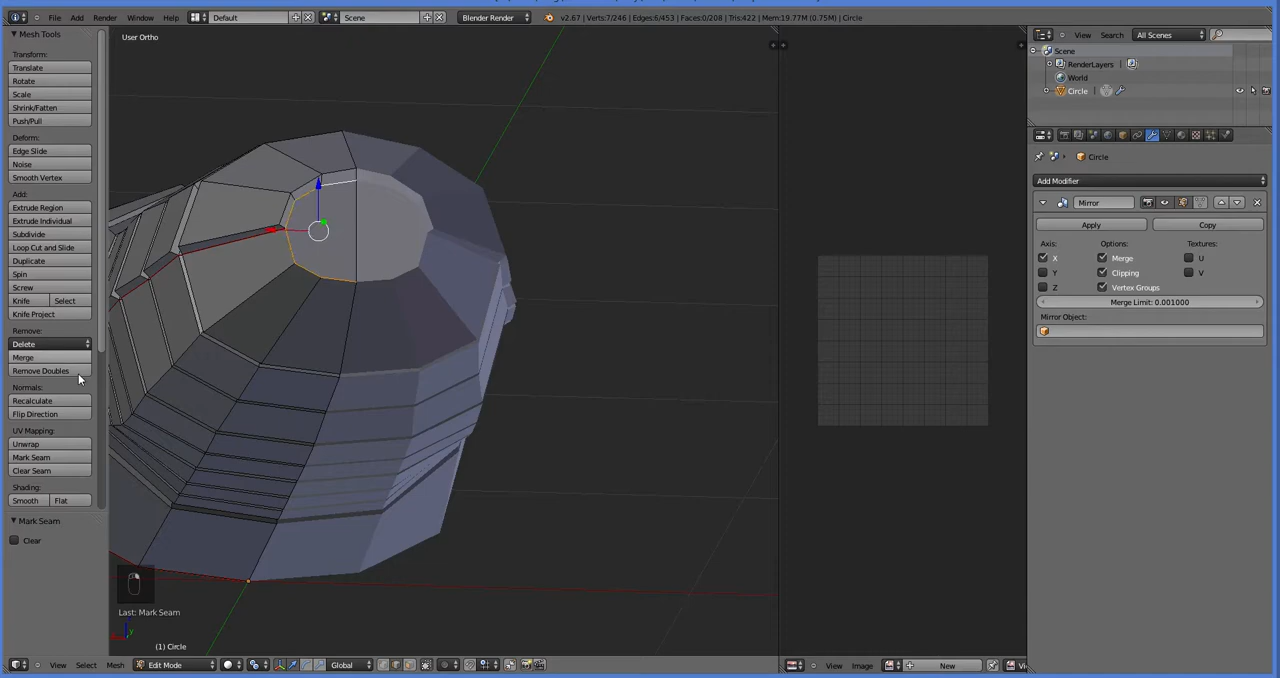 File Add Render Window Help Default Scene Blender Render v2.67 | Verts:7/246 | Edges:6/453 | Faces:0/208 | Tris:422 | Mem:19.77M (0.75M) | Circle
Mesh Tools
User Ortho
View Search All Scenes
Scene
RenderLayers
World
Circle
Transform:
Translate
Rotate
Scale
Shrink/Fatten
Push/Pull
Deform:
Edge Slide
Noise
Smooth Vertex
Add:
Extrude Region
Extrude Individual
Subdivide
Loop Cut and Slide
Duplicate
Spin
Screw
Knife Select
Knife Project
Remove:
Delete
Merge
Remove Doubles
Normals:
Recalculate
Flip Direction
UV Mapping:
Unwrap
Mark Seam
Clear Seam
Shading:
Smooth Flat
Mark Seam
Clear
Last: Mark Seam
y
(1) Circle
View Select Mesh Edit Mode Global
View Image New
Circle
Add Modifier
Mirror
Apply Copy
Axis: Options: Textures:
X Merge U
Y Clipping V
Z Vertex Groups
Merge Limit: 0.001000
Mirror Object: